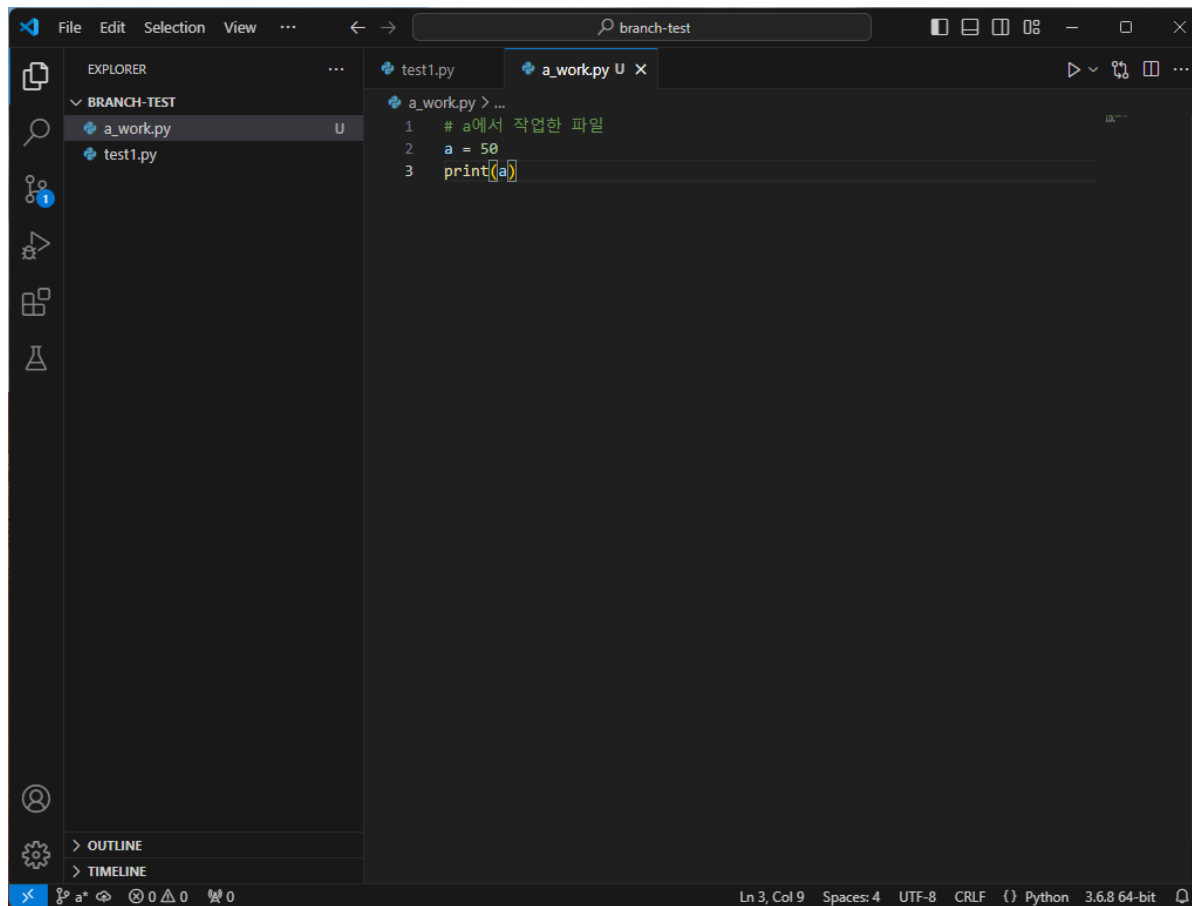 File Edit Selection View ··· branch-test
EXPLORER ···
test1.py a_work.py U
BRANCH-TEST
a_work.py U
test1.py
a_work.py > ...
1 # a에서 작업한 파일
2 a = 50
3 print(a)
1
OUTLINE
TIMELINE
a* 0 0 0 Ln 3, Col 9 Spaces: 4 UTF-8 CRLF {} Python 3.6.8 64-bit